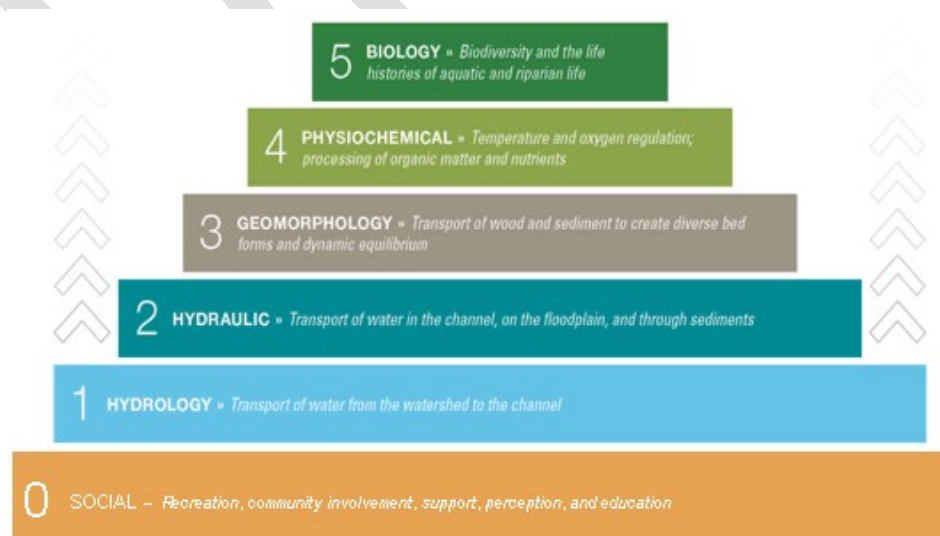 5 BIOLOGY » Biodiversity and the life
histories of aquatic and riparian life
4 PHYSIOCHEMICAL » Temperature and oxygen regulation;
processing of organic matter and nutrients
3 GEOMORPHOLOGY » Transport of wood and sediment to create diverse bed
forms and dynamic equilibrium
2 HYDRAULIC » Transport of water in the channel, on the floodplain, and through sediments
1 HYDROLOGY » Transport of water from the watershed to the channel
0 SOCIAL – Recreation, community involvement, support, perception, and education